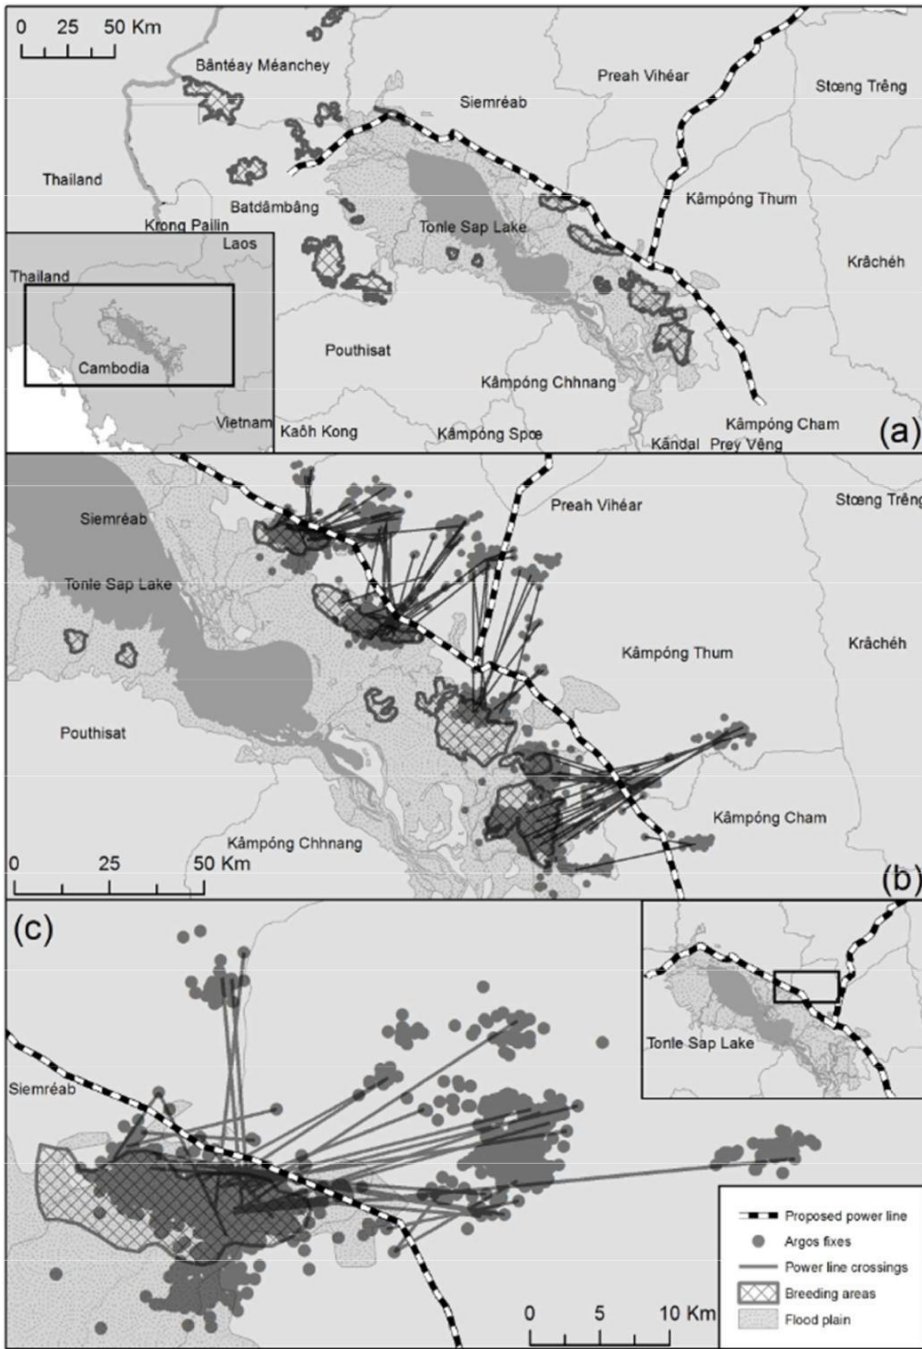 0 25 50 Km
Bântéay Méanchey
Preah Vihéar
Siemréab
Stœng Trêng
Thailand
Kâmpóng Thum
Batdâmbâng
Krong Pailin
Tonle Sap Lake
Laos
Thailand
Krâchéh
Pouthisat
Cambodia
Kâmpóng Chhnang
Vietnam
Kaôh Kong
Kâmpóng Spœ
Kâmpóng Cham
Kândal Prey Vêng
(a)
Siemréab
Preah Vihéar
Stœng Trêng
Tonle Sap Lake
Kâmpóng Thum
Krâchéh
Pouthisat
Kâmpóng Chhnang
Kâmpóng Cham
0 25 50 Km
(b)
(c)
Siemréab
Tonle Sap Lake
0 5 10 Km
Proposed power line
Argos fixes
Power line crossings
Breeding areas
Flood plain